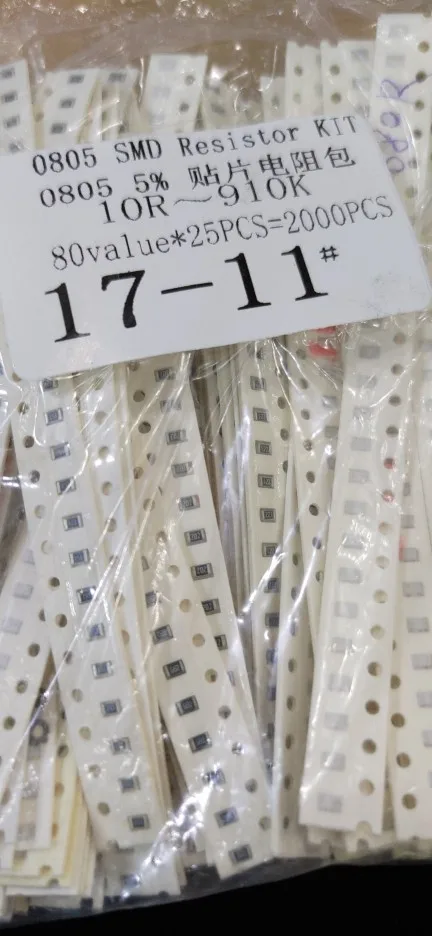 0805 SMD Resistor KIT
0805 5% 贴片电阻包
10R～910K
80value*25PCS=2000PCS
17-11#